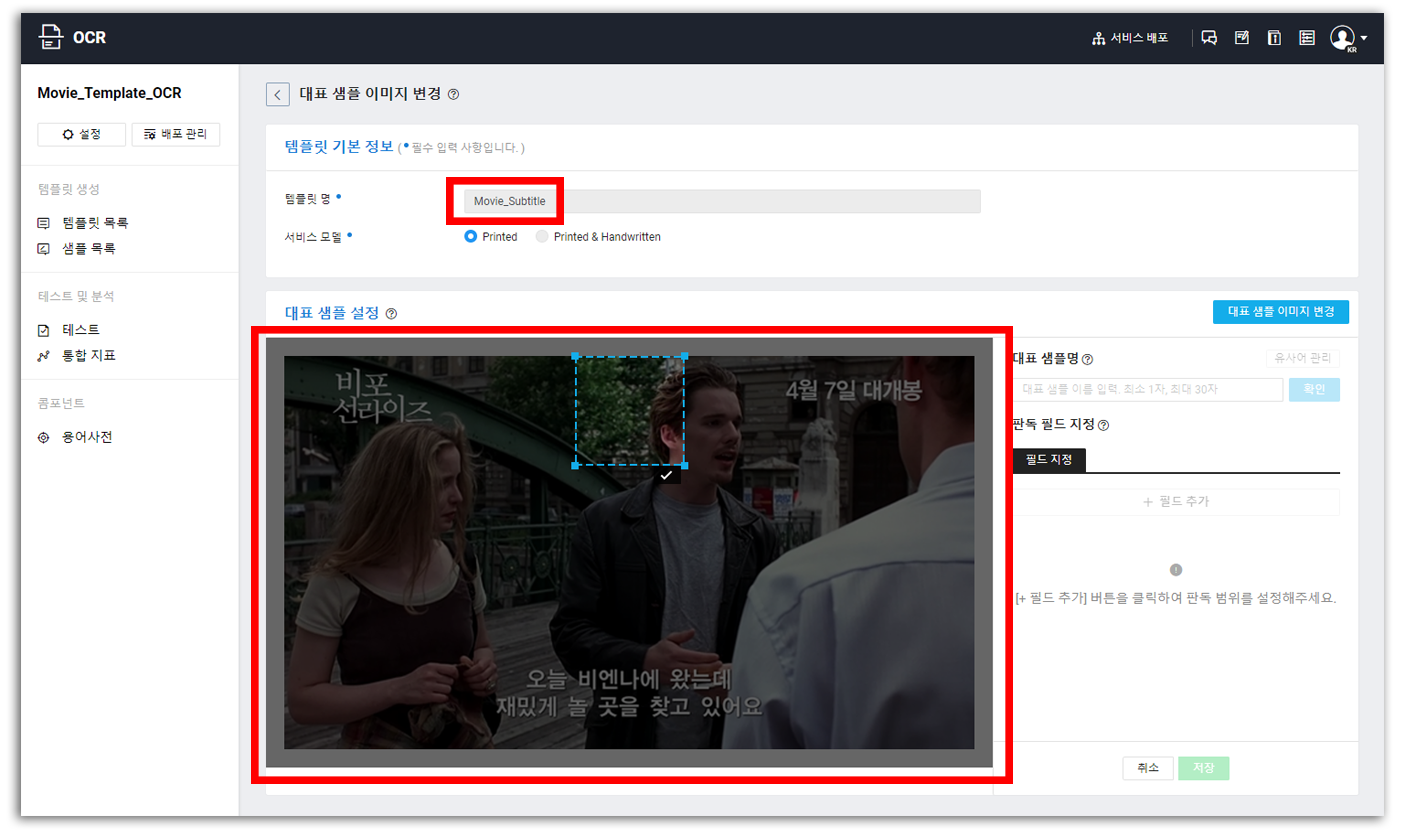 OCR
서비스 배포
KR
Movie_Template_OCR
설정
배포 관리
템플릿 생성
템플릿 목록
샘플 목록
테스트 및 분석
테스트
통합 지표
콤포넌트
용어사전
대표 샘플 이미지 변경
템플릿 기본 정보 ( • 필수 입력 사항입니다. )
템플릿 명 •
Movie_Subtitle
서비스 모델 •
Printed
Printed & Handwritten
대표 샘플 설정
대표 샘플 이미지 변경
비포
선라이즈
4월 7일 대개봉
오늘 비엔나에 왔는데
재밌게 놀 곳을 찾고 있어요
대표 샘플명
유사어 관리
대표 샘플 이름 입력. 최소 1자, 최대 30자
확인
판독 필드 지정
필드 지정
+ 필드 추가
[+ 필드 추가] 버튼을 클릭하여 판독 범위를 설정해주세요.
취소
저장